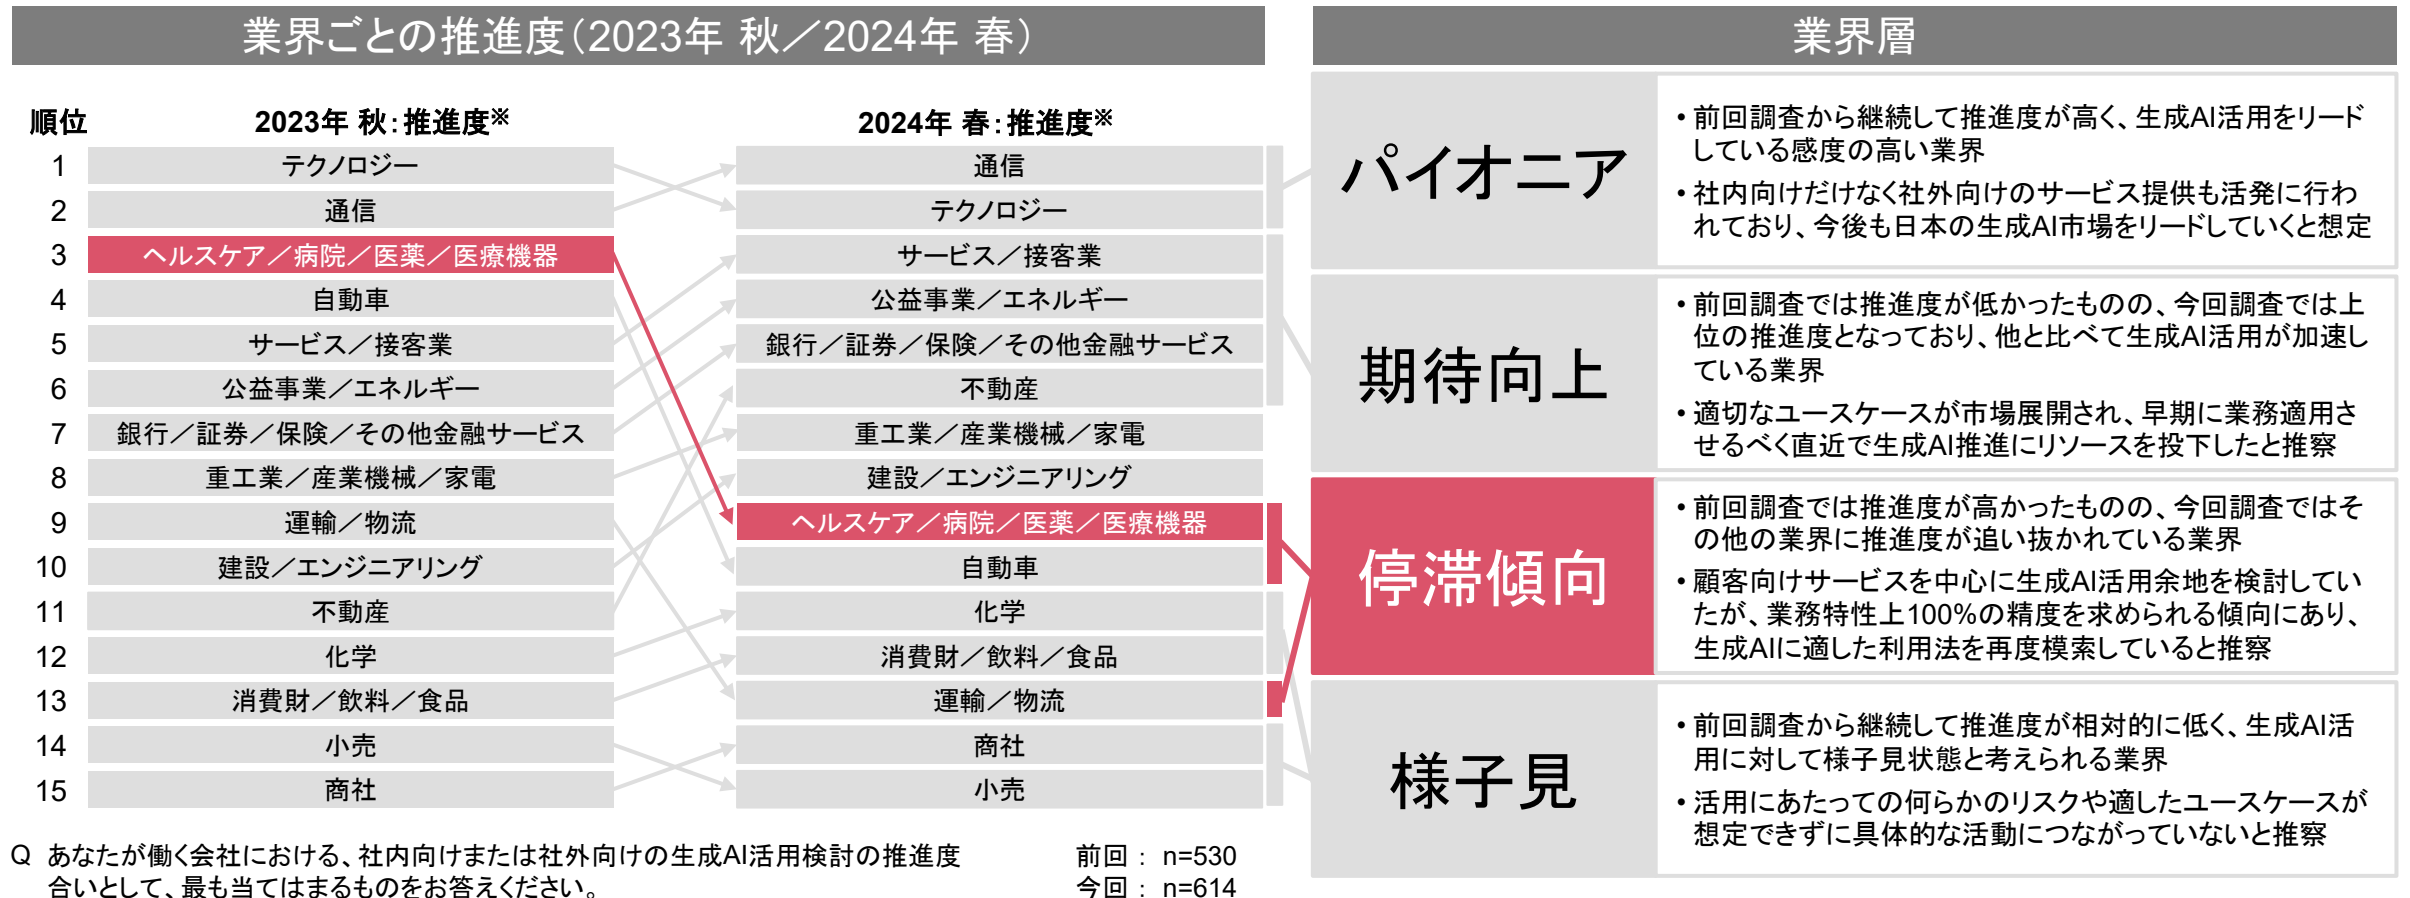 業界ごとの推進度（2023年 秋／2024年 春）
順位
2023年 秋：推進度※
2024年 春：推進度※
1 テクノロジー 通信
2 通信 テクノロジー
3 ヘルスケア／病院／医薬／医療機器 サービス／接客業
4 自動車 公益事業／エネルギー
5 サービス／接客業 銀行／証券／保険／その他金融サービス
6 公益事業／エネルギー 不動産
7 銀行／証券／保険／その他金融サービス 重工業／産業機械／家電
8 重工業／産業機械／家電 建設／エンジニアリング
9 運輸／物流 ヘルスケア／病院／医薬／医療機器
10 建設／エンジニアリング 自動車
11 不動産 化学
12 化学 消費財／飲料／食品
13 消費財／飲料／食品 運輸／物流
14 小売 商社
15 商社 小売
Q あなたが働く会社における、社内向けまたは社外向けの生成AI活用検討の推進度
合いとして、最も当てはまるものをお答えください。
前回： n=530
今回： n=614
業界層
パイオニア
•前回調査から継続して推進度が高く、生成AI活用をリード
している感度の高い業界
•社内向けだけなく社外向けのサービス提供も活発に行わ
れており、今後も日本の生成AI市場をリードしていくと想定
期待向上
•前回調査では推進度が低かったものの、今回調査では上
位の推進度となっており、他と比べて生成AI活用が加速し
ている業界
•適切なユースケースが市場展開され、早期に業務適用さ
せるべく直近で生成AI推進にリソースを投下したと推察
停滞傾向
•前回調査では推進度が高かったものの、今回調査ではそ
の他の業界に推進度が追い抜かれている業界
•顧客向けサービスを中心に生成AI活用余地を検討してい
たが、業務特性上100%の精度を求められる傾向にあり、
生成AIに適した利用法を再度模索していると推察
様子見
•前回調査から継続して推進度が相対的に低く、生成AI活
用に対して様子見状態と考えられる業界
•活用にあたっての何らかのリスクや適したユースケースが
想定できずに具体的な活動につながっていないと推察